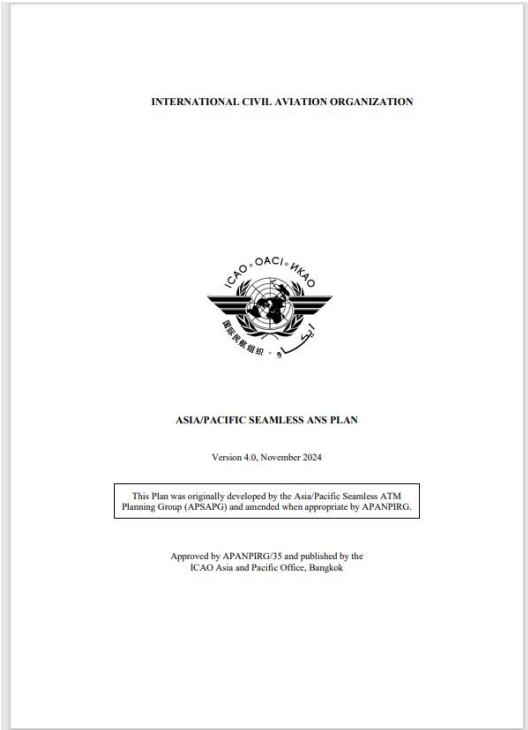 INTERNATIONAL CIVIL AVIATION ORGANIZATION
ICAO ◦ OACI ◦ ИКАО
国际民航组织 ◦ ايكاو
ASIA/PACIFIC SEAMLESS ANS PLAN
Version 4.0, November 2024
This Plan was originally developed by the Asia/Pacific Seamless ATM
Planning Group (APSAPG) and amended when appropriate by APANPIRG.
Approved by APANPIRG/35 and published by the
ICAO Asia and Pacific Office, Bangkok